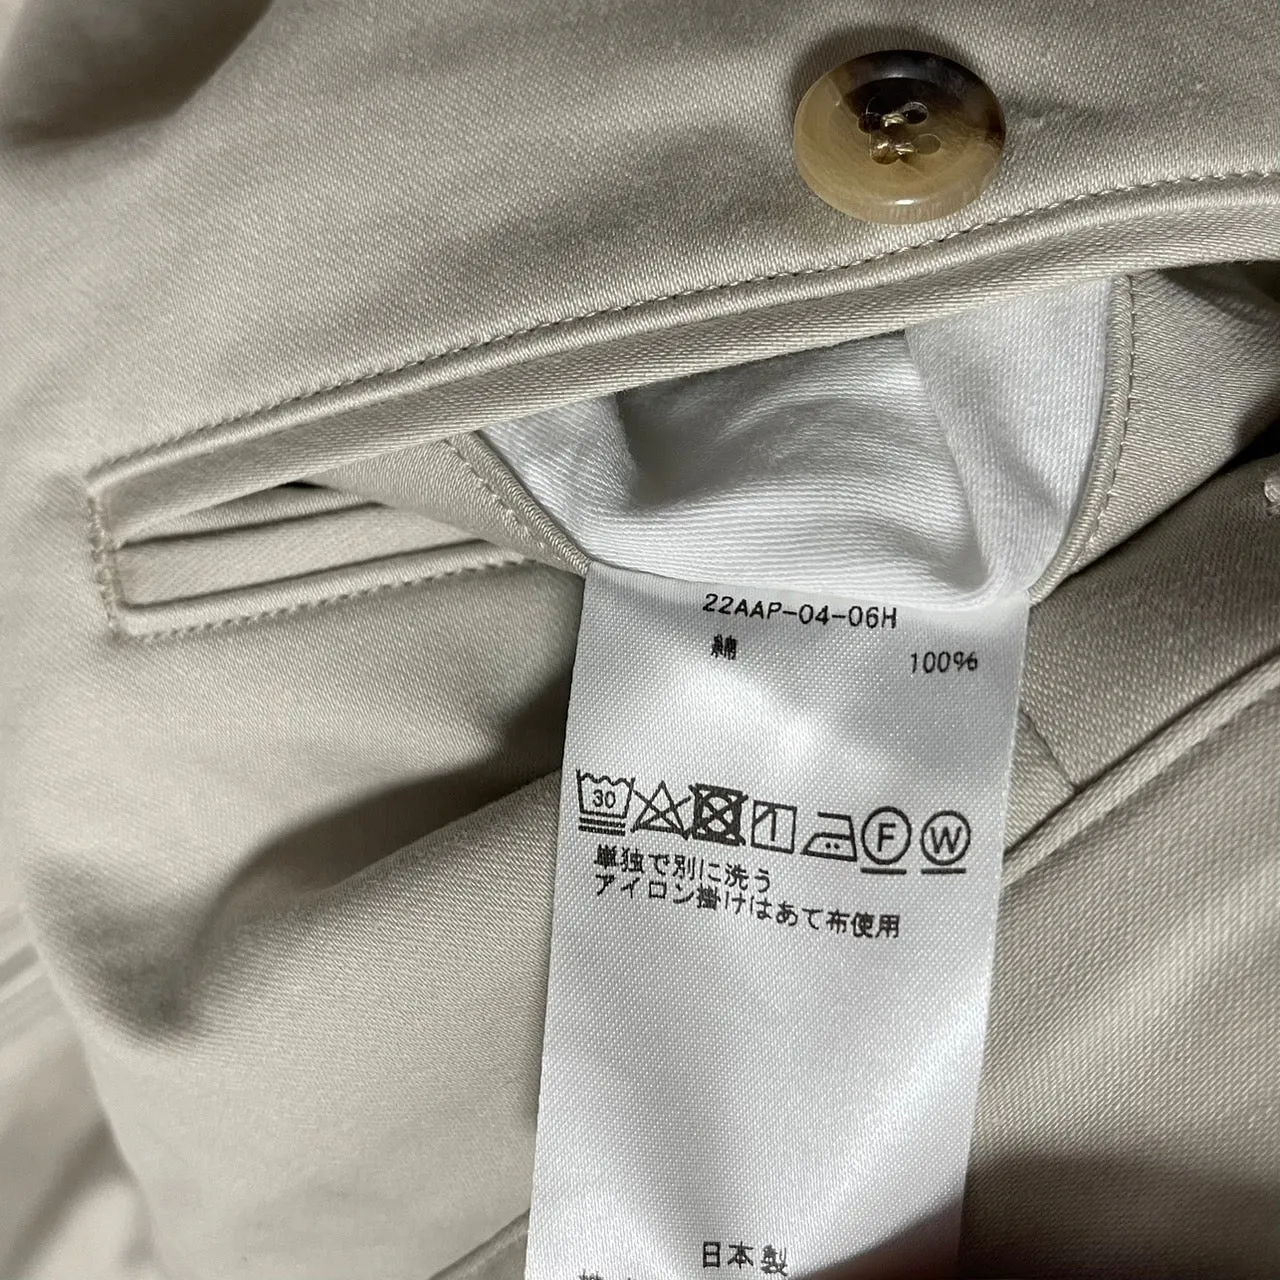 22AAP-04-06H
綿 100%
30 F W
単独で別に洗う
アイロン掛けはあて布使用
日本製